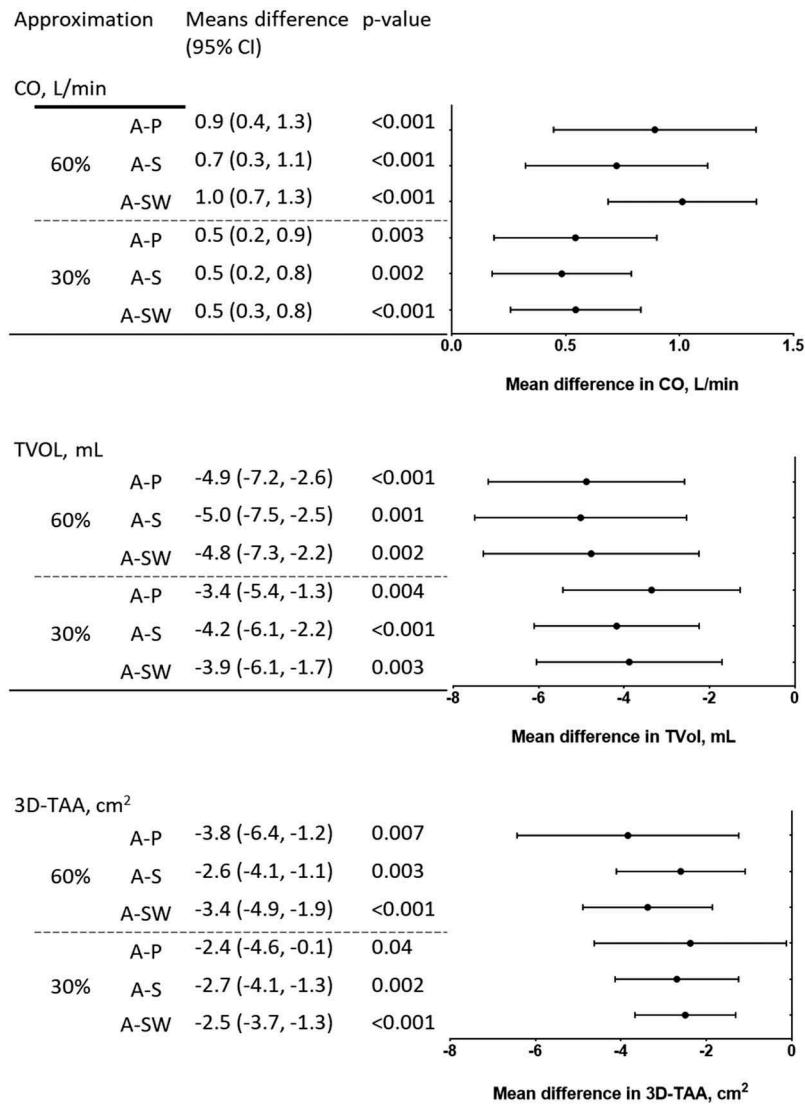 Approximation Means difference p-value
(95% CI)
CO, L/min
A-P 0.9 (0.4, 1.3) <0.001
60% A-S 0.7 (0.3, 1.1) <0.001
A-SW 1.0 (0.7, 1.3) <0.001
A-P 0.5 (0.2, 0.9) 0.003
30% A-S 0.5 (0.2, 0.8) 0.002
A-SW 0.5 (0.3, 0.8) <0.001
0.0 0.5 1.0 1.5
Mean difference in CO, L/min
TVOL, mL
A-P -4.9 (-7.2, -2.6) <0.001
60% A-S -5.0 (-7.5, -2.5) 0.001
A-SW -4.8 (-7.3, -2.2) 0.002
A-P -3.4 (-5.4, -1.3) 0.004
30% A-S -4.2 (-6.1, -2.2) <0.001
A-SW -3.9 (-6.1, -1.7) 0.003
-8 -6 -4 -2 0
Mean difference in TVol, mL
3D-TAA, cm²
A-P -3.8 (-6.4, -1.2) 0.007
60% A-S -2.6 (-4.1, -1.1) 0.003
A-SW -3.4 (-4.9, -1.9) <0.001
A-P -2.4 (-4.6, -0.1) 0.04
30% A-S -2.7 (-4.1, -1.3) 0.002
A-SW -2.5 (-3.7, -1.3) <0.001
-8 -6 -4 -2 0
Mean difference in 3D-TAA, cm²